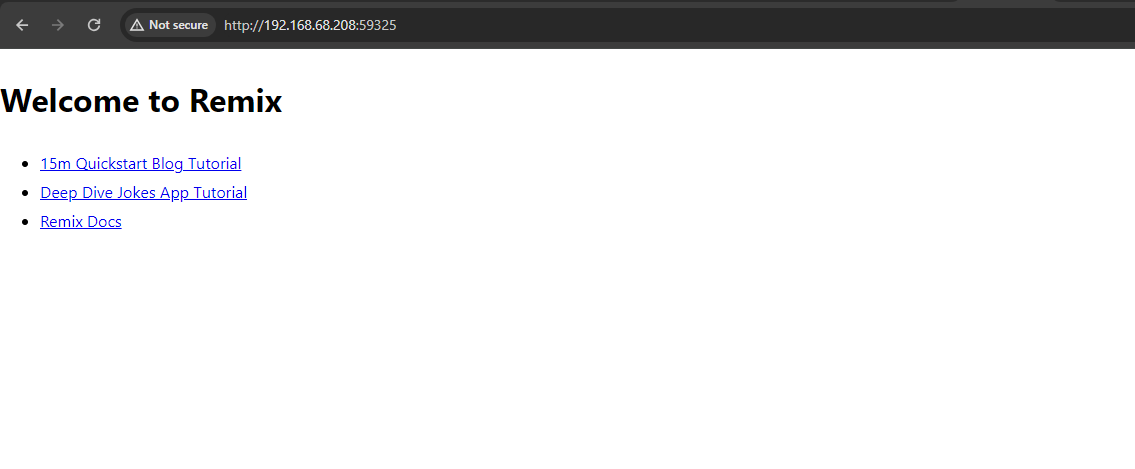 Not secure http://192.168.68.208:59325
Welcome to Remix
15m Quickstart Blog Tutorial
Deep Dive Jokes App Tutorial
Remix Docs